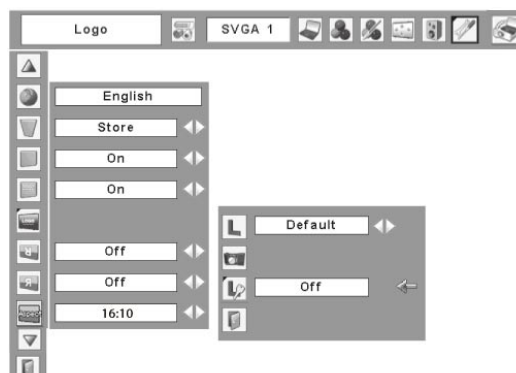 Logo
SVGA 1
English
Store
On
On
Off
Off
16:10
Default
Off